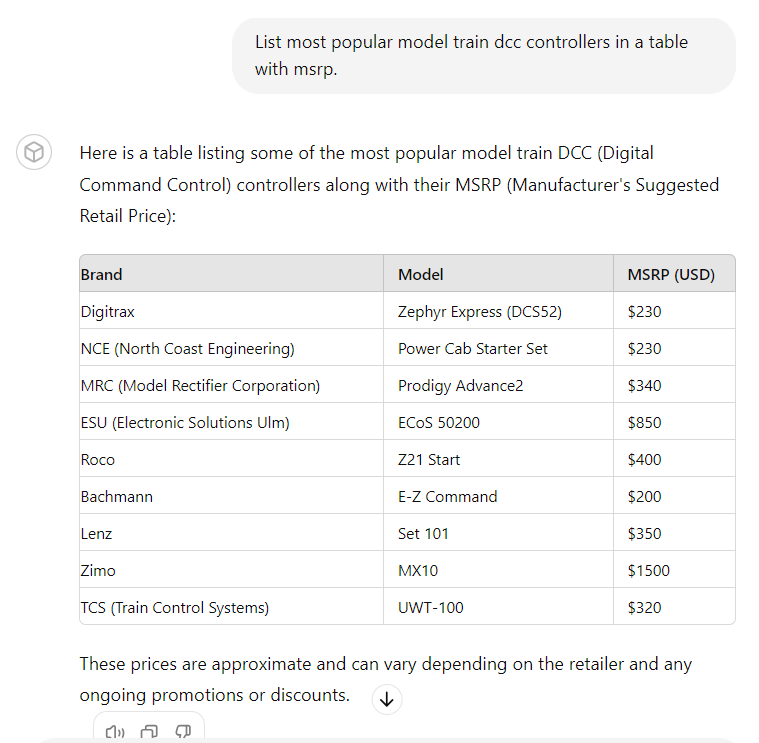 List most popular model train dcc controllers in a table
with msrp.
Here is a table listing some of the most popular model train DCC (Digital
Command Control) controllers along with their MSRP (Manufacturer's Suggested
Retail Price):
Brand Model MSRP (USD)
Digitrax Zephyr Express (DCS52) $230
NCE (North Coast Engineering) Power Cab Starter Set $230
MRC (Model Rectifier Corporation) Prodigy Advance2 $340
ESU (Electronic Solutions Ulm) ECoS 50200 $850
Roco Z21 Start $400
Bachmann E-Z Command $200
Lenz Set 101 $350
Zimo MX10 $1500
TCS (Train Control Systems) UWT-100 $320
These prices are approximate and can vary depending on the retailer and any
ongoing promotions or discounts.